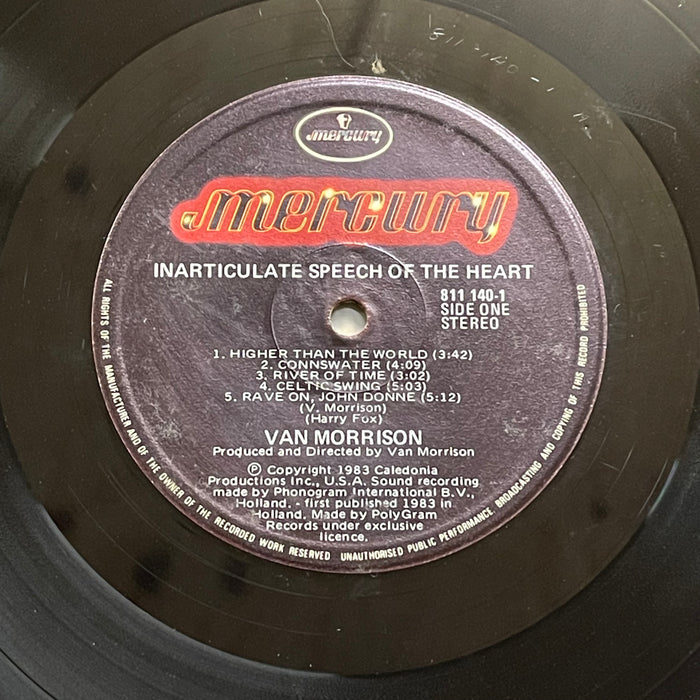 811 140 - 1
mercury
mercury
INARTICULATE SPEECH OF THE HEART
811 140-1
SIDE ONE
STEREO
1. HIGHER THAN THE WORLD (3:42)
2. CONNSWATER (4:09)
3. RIVER OF TIME (3:02)
4. CELTIC SWING (5:03)
5. RAVE ON, JOHN DONNE (5:12)
(V. Morrison)
(Harry Fox)
VAN MORRISON
Produced and Directed by Van Morrison
Ⓟ Copyright 1983 Caledonia
Productions Inc., U.S.A. Sound recording
made by Phonogram International B.V.,
Holland. - first published 1983 in
Holland. Made by PolyGram
Records under exclusive
licence.
ALL RIGHTS OF THE MANUFACTURER AND OF THE OWNER OF THE RECORDED WORK RESERVED UNAUTHORISED PUBLIC PERFORMANCE BROADCASTING AND COPYING OF THIS RECORD PROHIBITED